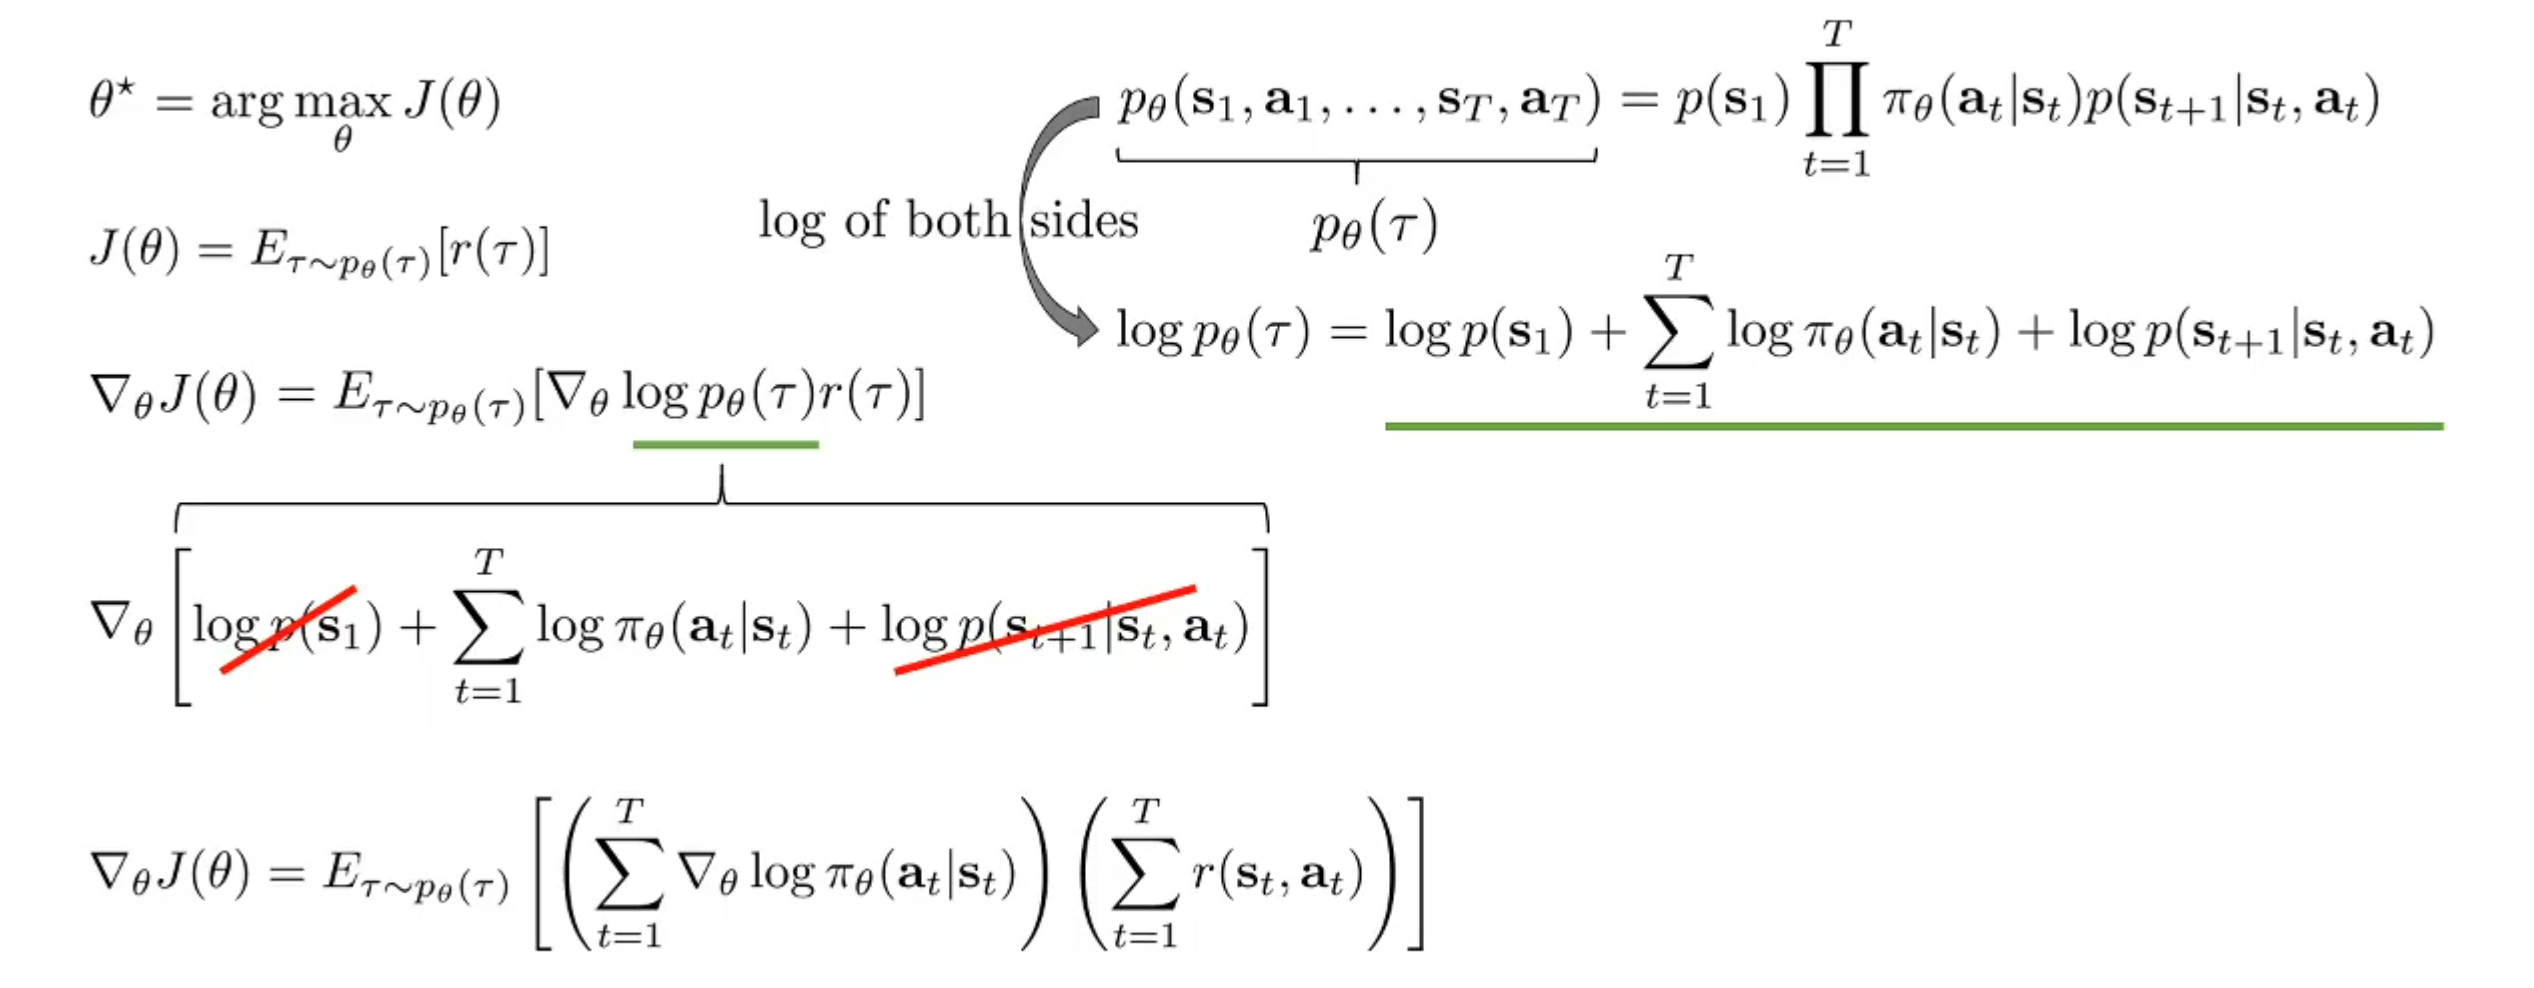 θ⋆ = arg max_θ J(θ)
p_θ(s_1, a_1, . . . , s_T, a_T) = p(s_1) ∏_{t=1}^{T} π_θ(a_t|s_t)p(s_{t+1}|s_t, a_t)
p_θ(τ)
log of both sides
J(θ) = E_{τ∼p_θ(τ)}[r(τ)]
log p_θ(τ) = log p(s_1) + ∑_{t=1}^{T} log π_θ(a_t|s_t) + log p(s_{t+1}|s_t, a_t)
∇_θ J(θ) = E_{τ∼p_θ(τ)}[∇_θ log p_θ(τ)r(τ)]
∇_θ [log p(s_1) + ∑_{t=1}^{T} log π_θ(a_t|s_t) + log p(s_{t+1}|s_t, a_t)]
∇_θ J(θ) = E_{τ∼p_θ(τ)} [(∑_{t=1}^{T} ∇_θ log π_θ(a_t|s_t)) (∑_{t=1}^{T} r(s_t, a_t))]